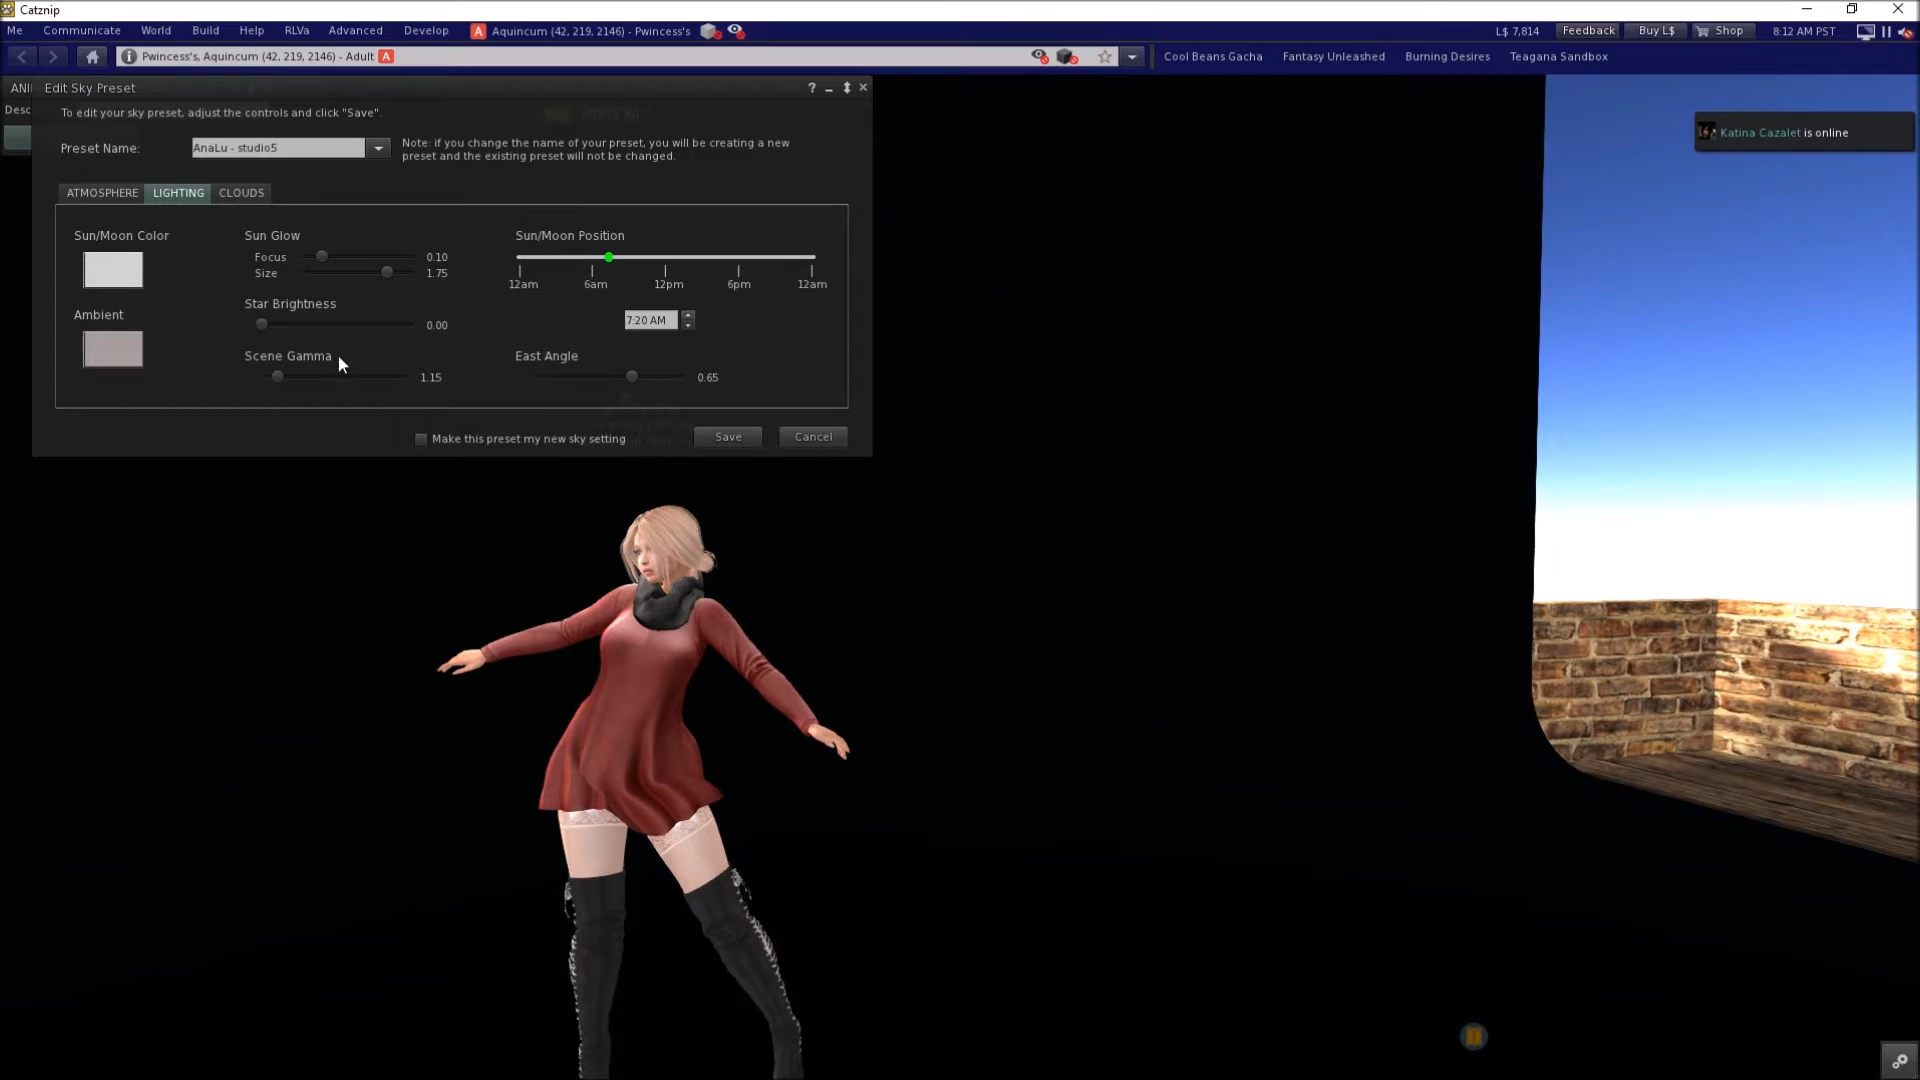 Catznip
Me Communicate World Build Help RLVa Advanced Develop A Aquincum (42, 219, 2146) - Pwincess's L$ 7,814 Feedback Buy L$ Shop 8:12 AM PST
Pwincess's, Aquincum (42, 219, 2146) - Adult A Cool Beans Gacha Fantasy Unleashed Burning Desires Teagana Sandbox
Edit Sky Preset
Desc
To edit your sky preset, adjust the controls and click "Save".
Katina Cazalet is online
Preset Name: AnaLu - studio5
Note: if you change the name of your preset, you will be creating a new
preset and the existing preset will not be changed.
ATMOSPHERE LIGHTING CLOUDS
Sun/Moon Color Sun Glow Sun/Moon Position
Focus 0.10
Size 1.75
12am 6am 12pm 6pm 12am
Star Brightness
Ambient 7:20 AM
0.00
Scene Gamma East Angle
1.15 0.65
Make this preset my new sky setting Save Cancel